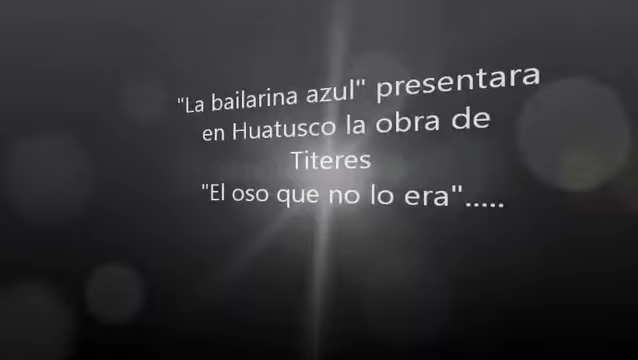 "La bailarina azul" presentara
en Huatusco la obra de
Titeres
"El oso que no lo era".....